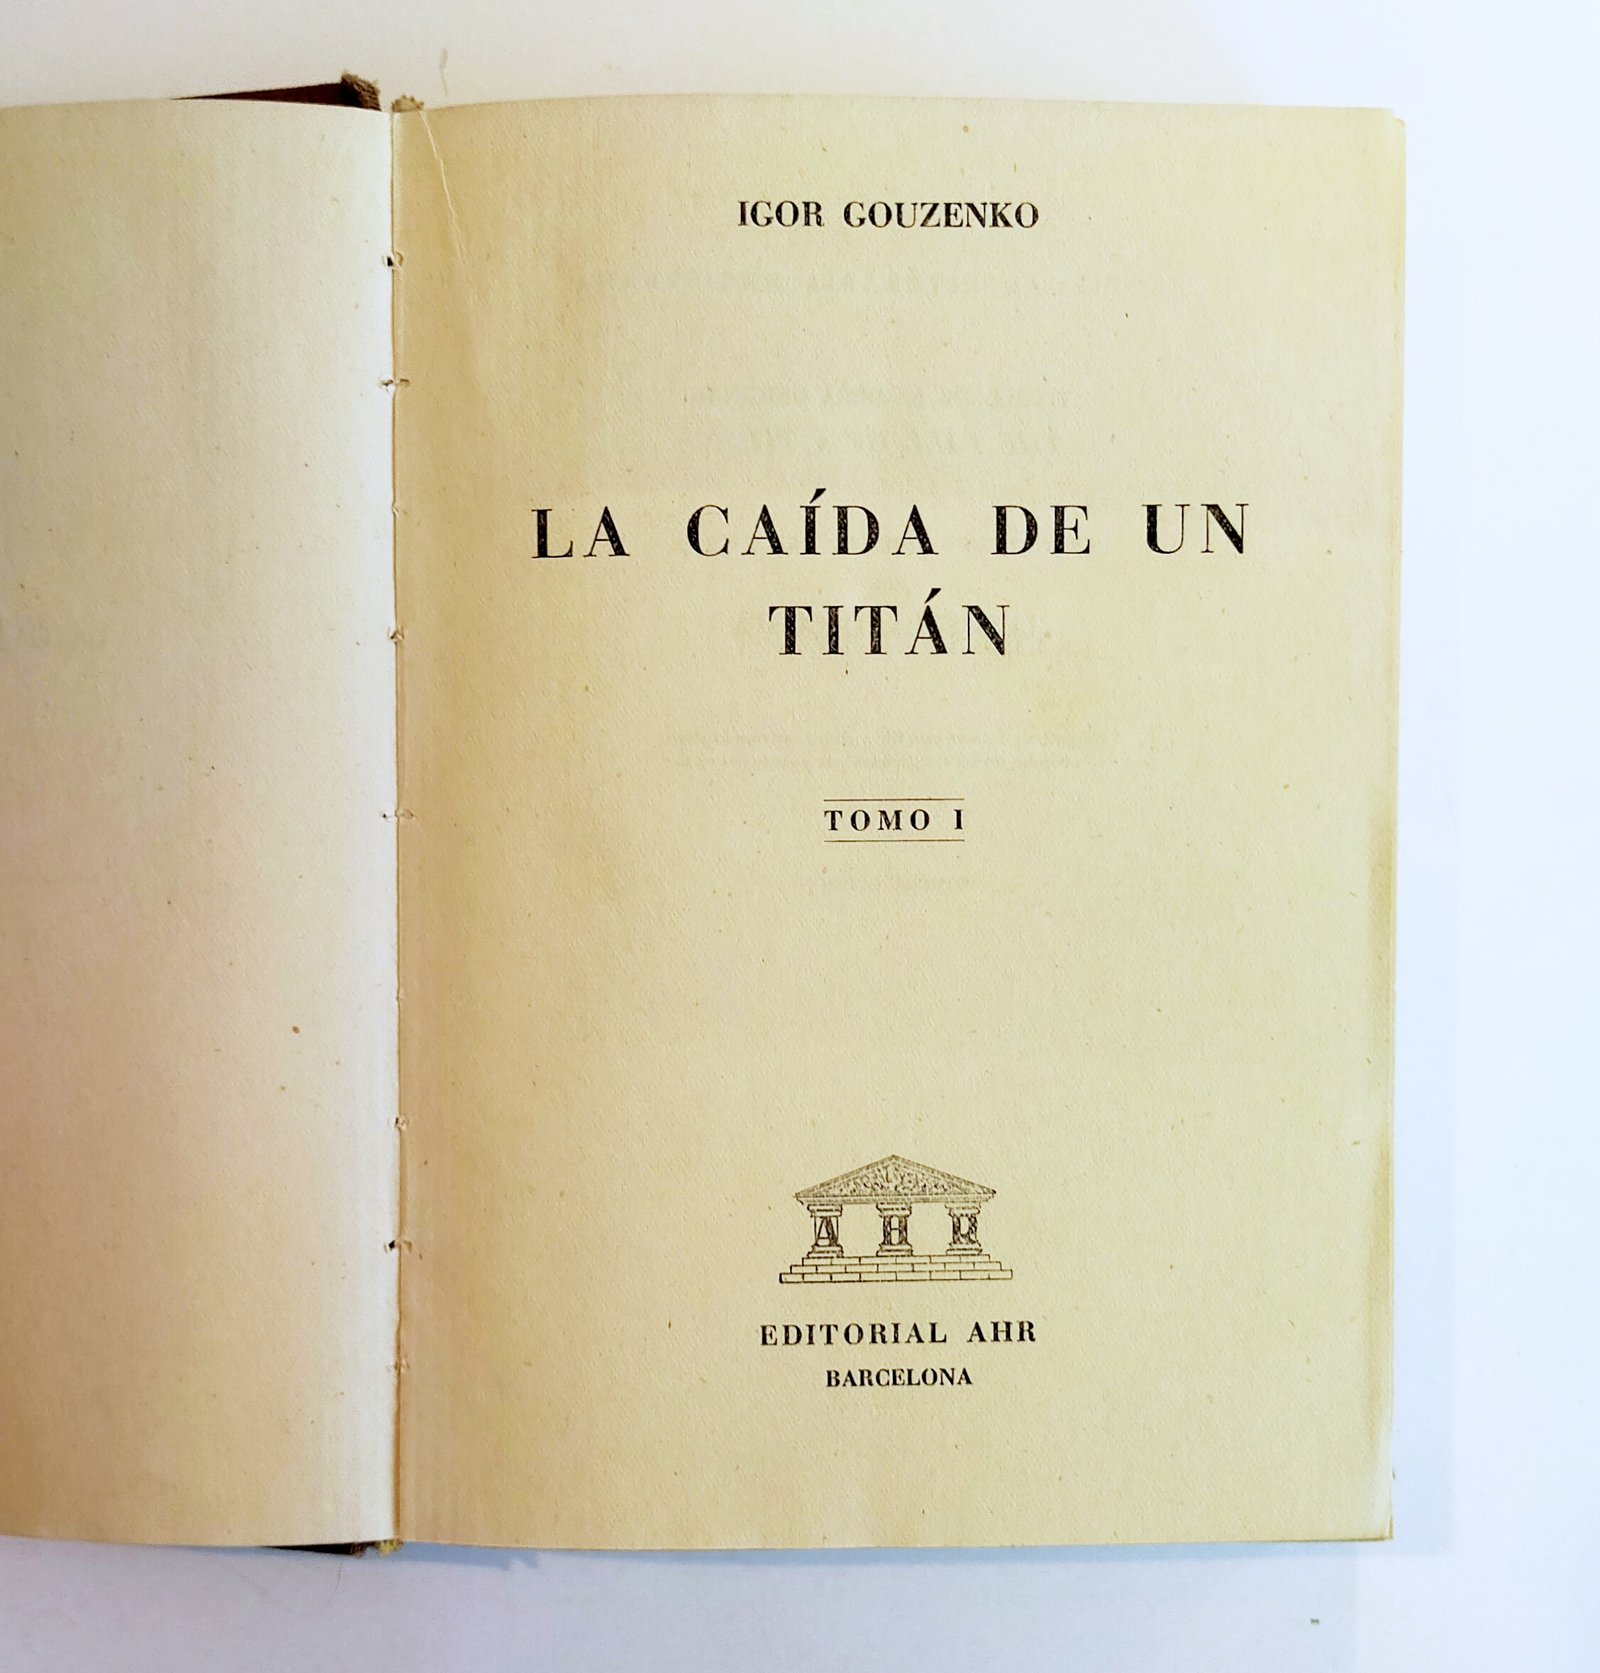 IGOR GOUZENKO
LA CAÍDA DE UN
TITÁN
TOMO I
AHR
EDITORIAL AHR
BARCELONA